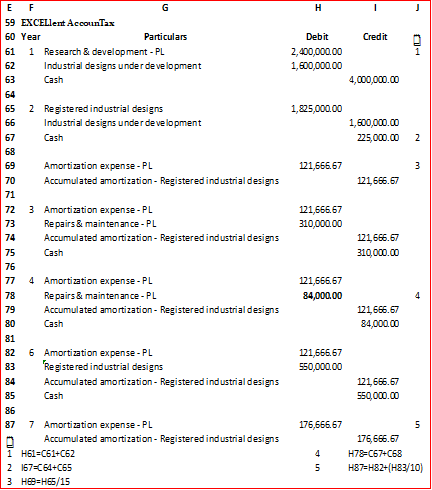 E F G H I J
59 EXCELlent AccounTax
60 Year Particulars Debit Credit
61 1 Research & development - PL 2,400,000.00 1
62 Industrial designs under development 1,600,000.00
63 Cash 4,000,000.00
64
65 2 Registered industrial designs 1,825,000.00
66 Industrial designs under development 1,600,000.00
67 Cash 225,000.00 2
68
69 Amortization expense - PL 121,666.67 3
70 Accumulated amortization - Registered industrial designs 121,666.67
71
72 3 Amortization expense - PL 121,666.67
73 Repairs & maintenance - PL 310,000.00
74 Accumulated amortization - Registered industrial designs 121,666.67
75 Cash 310,000.00
76
77 4 Amortization expense - PL 121,666.67
78 Repairs & maintenance - PL 84,000.00 4
79 Accumulated amortization - Registered industrial designs 121,666.67
80 Cash 84,000.00
81
82 6 Amortization expense - PL 121,666.67
83 Registered industrial designs 550,000.00
84 Accumulated amortization - Registered industrial designs 121,666.67
85 Cash 550,000.00
86
87 7 Amortization expense - PL 176,666.67 5
Accumulated amortization - Registered industrial designs 176,666.67
1 H61=C61+C62 4 H78=C67+C68
2 I67=C64+C65 5 H87=H82+(H83/10)
3 H69=H65/15